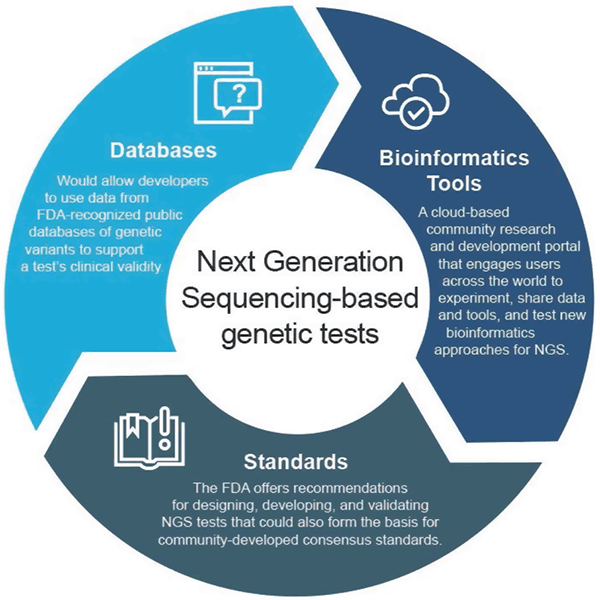 Databases
Would allow developers
to use data from
FDA-recognized public
databases of genetic
variants to support
a test's clinical validity.
Bioinformatics
Tools
A cloud-based
community research
and development portal
that engages users
across the world to
experiment, share data
and tools, and test new
bioinformatics
approaches for NGS.
Next Generation
Sequencing-based
genetic tests
Standards
The FDA offers recommendations
for designing, developing, and validating
NGS tests that could also form the basis for
community-developed consensus standards.